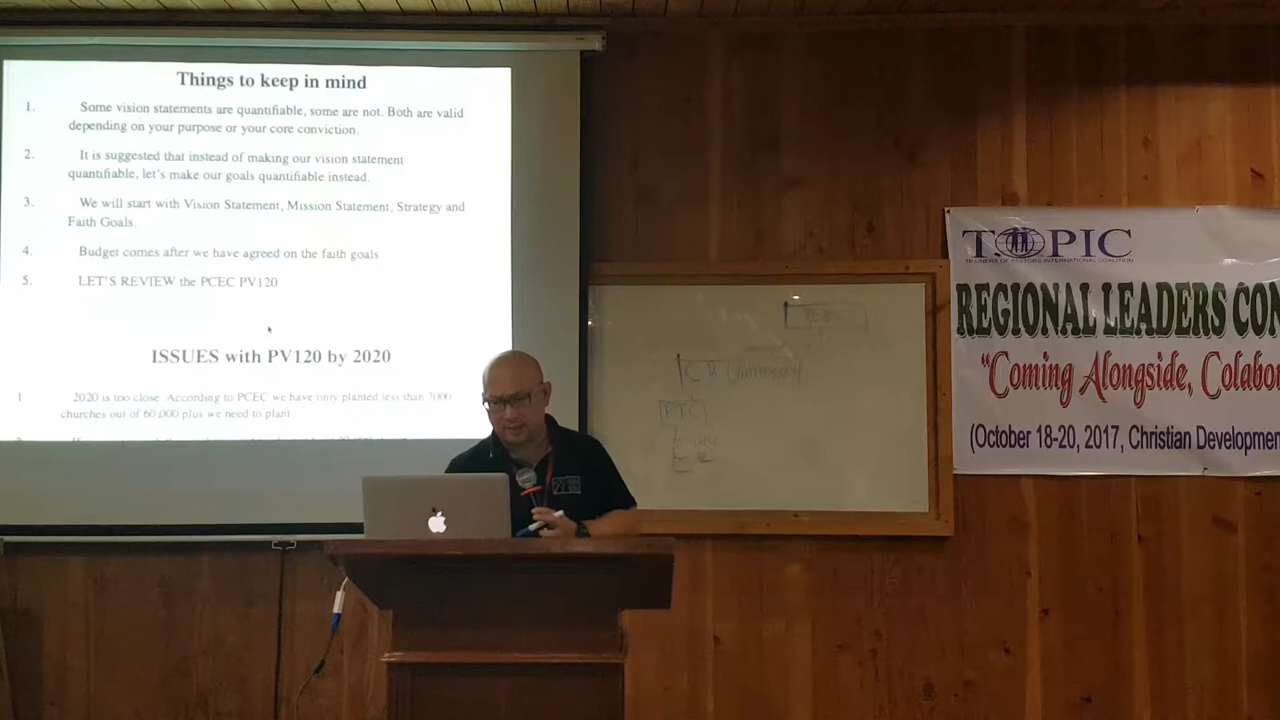 Things to keep in mind
1. Some vision statements are quantifiable, some are not. Both are valid
depending on your purpose or your core conviction.
2. It is suggested that instead of making our vision statement
quantifiable, let's make our goals quantifiable instead.
3. We will start with Vision Statement, Mission Statement, Strategy and
Faith Goals.
4. Budget comes after we have agreed on the faith goals.
5. LET'S REVIEW the PCEC PV120
ISSUES with PV120 by 2020
1 2020 is too close. According to PCEC we have only planted less than 7000
churches out of 60,000 plus we need to plant
PTC
TOPIC
TRAINERS OF PASTORS INTERNATIONAL COALITION
REGIONAL LEADERS CON
"Coming Alongside, Colabor
(October 18-20, 2017, Christian Developmen